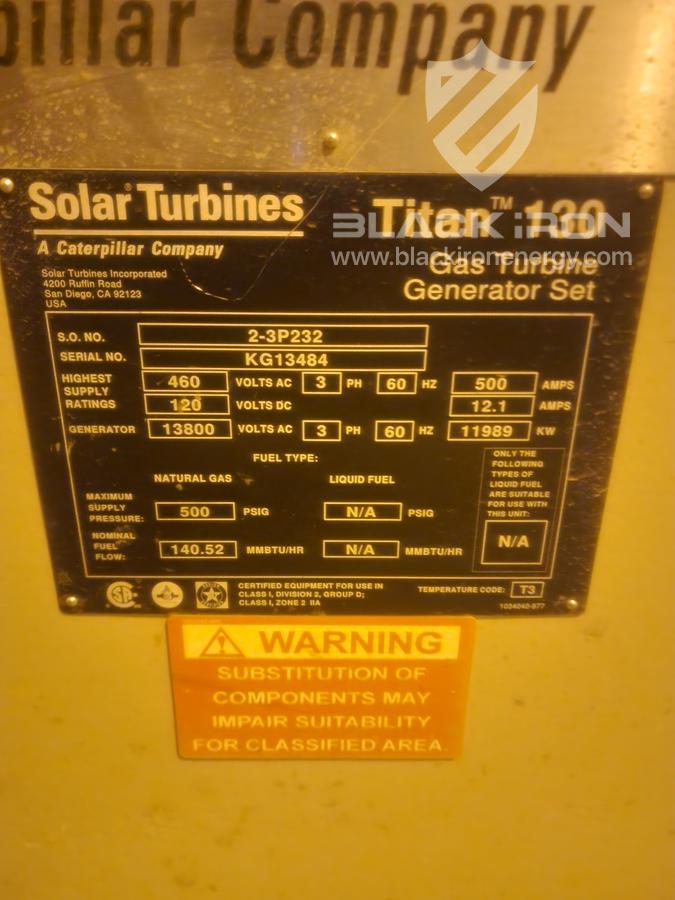 pillar Company
Solar® Turbines
A Caterpillar Company
Solar Turbines Incorporated
4200 Ruffin Road
San Diego, CA 92123
USA
Titan™ 130
Gas Turbine
Generator Set
BLACK IRON
www.blackironenergy.com
S.O. NO. 2-3P232
SERIAL NO. KG13484
HIGHEST SUPPLY RATINGS
460 VOLTS AC 3 PH 60 HZ 500 AMPS
120 VOLTS DC 12.1 AMPS
GENERATOR 13800 VOLTS AC 3 PH 60 HZ 11989 KW
FUEL TYPE:
NATURAL GAS LIQUID FUEL
MAXIMUM SUPPLY PRESSURE: 500 PSIG N/A PSIG
NOMINAL FUEL FLOW: 140.52 MMBTU/HR N/A MMBTU/HR
ONLY THE
FOLLOWING
TYPES OF
LIQUID FUEL
ARE SUITABLE
FOR USE WITH
THIS UNIT:
N/A
CERTIFIED EQUIPMENT FOR USE IN
CLASS I, DIVISION 2, GROUP D;
CLASS I, ZONE 2 IIA
TEMPERATURE CODE: T3
1034040-977
WARNING
SUBSTITUTION OF
COMPONENTS MAY
IMPAIR SUITABILITY
FOR CLASSIFIED AREA.